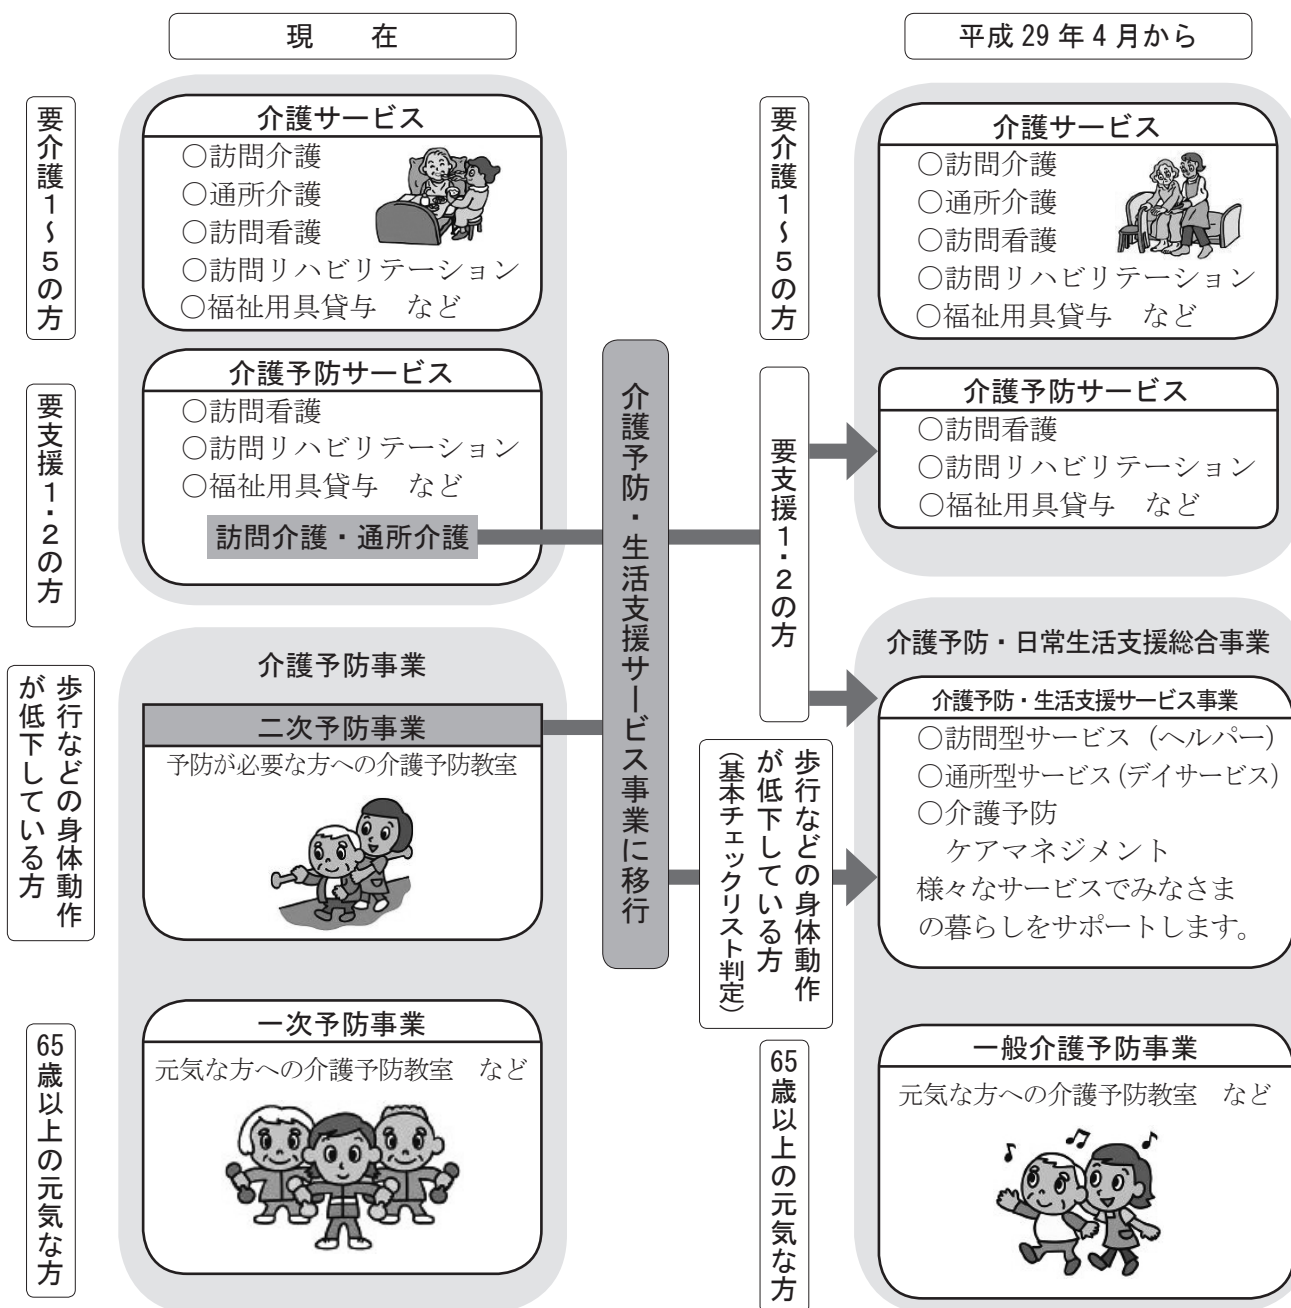 現　在
要介護1〜5の方
介護サービス
○訪問介護
○通所介護
○訪問看護
○訪問リハビリテーション
○福祉用具貸与　など
要支援1・2の方
介護予防サービス
○訪問看護
○訪問リハビリテーション
○福祉用具貸与　など
訪問介護・通所介護
歩行などの身体動作
が低下している方
介護予防事業
二次予防事業
予防が必要な方への介護予防教室
65歳以上の元気な方
一次予防事業
元気な方への介護予防教室　など
介護予防・生活支援サービス事業に移行
平成29年4月から
要介護1〜5の方
介護サービス
○訪問介護
○通所介護
○訪問看護
○訪問リハビリテーション
○福祉用具貸与　など
要支援1・2の方
介護予防サービス
○訪問看護
○訪問リハビリテーション
○福祉用具貸与　など
介護予防・日常生活支援総合事業
介護予防・生活支援サービス事業
○訪問型サービス（ヘルパー）
○通所型サービス（デイサービス）
○介護予防
ケアマネジメント
様々なサービスでみなさま
の暮らしをサポートします。
歩行などの身体動作
が低下している方
（基本チェックリスト判定）
65歳以上の元気な方
一般介護予防事業
元気な方への介護予防教室　など